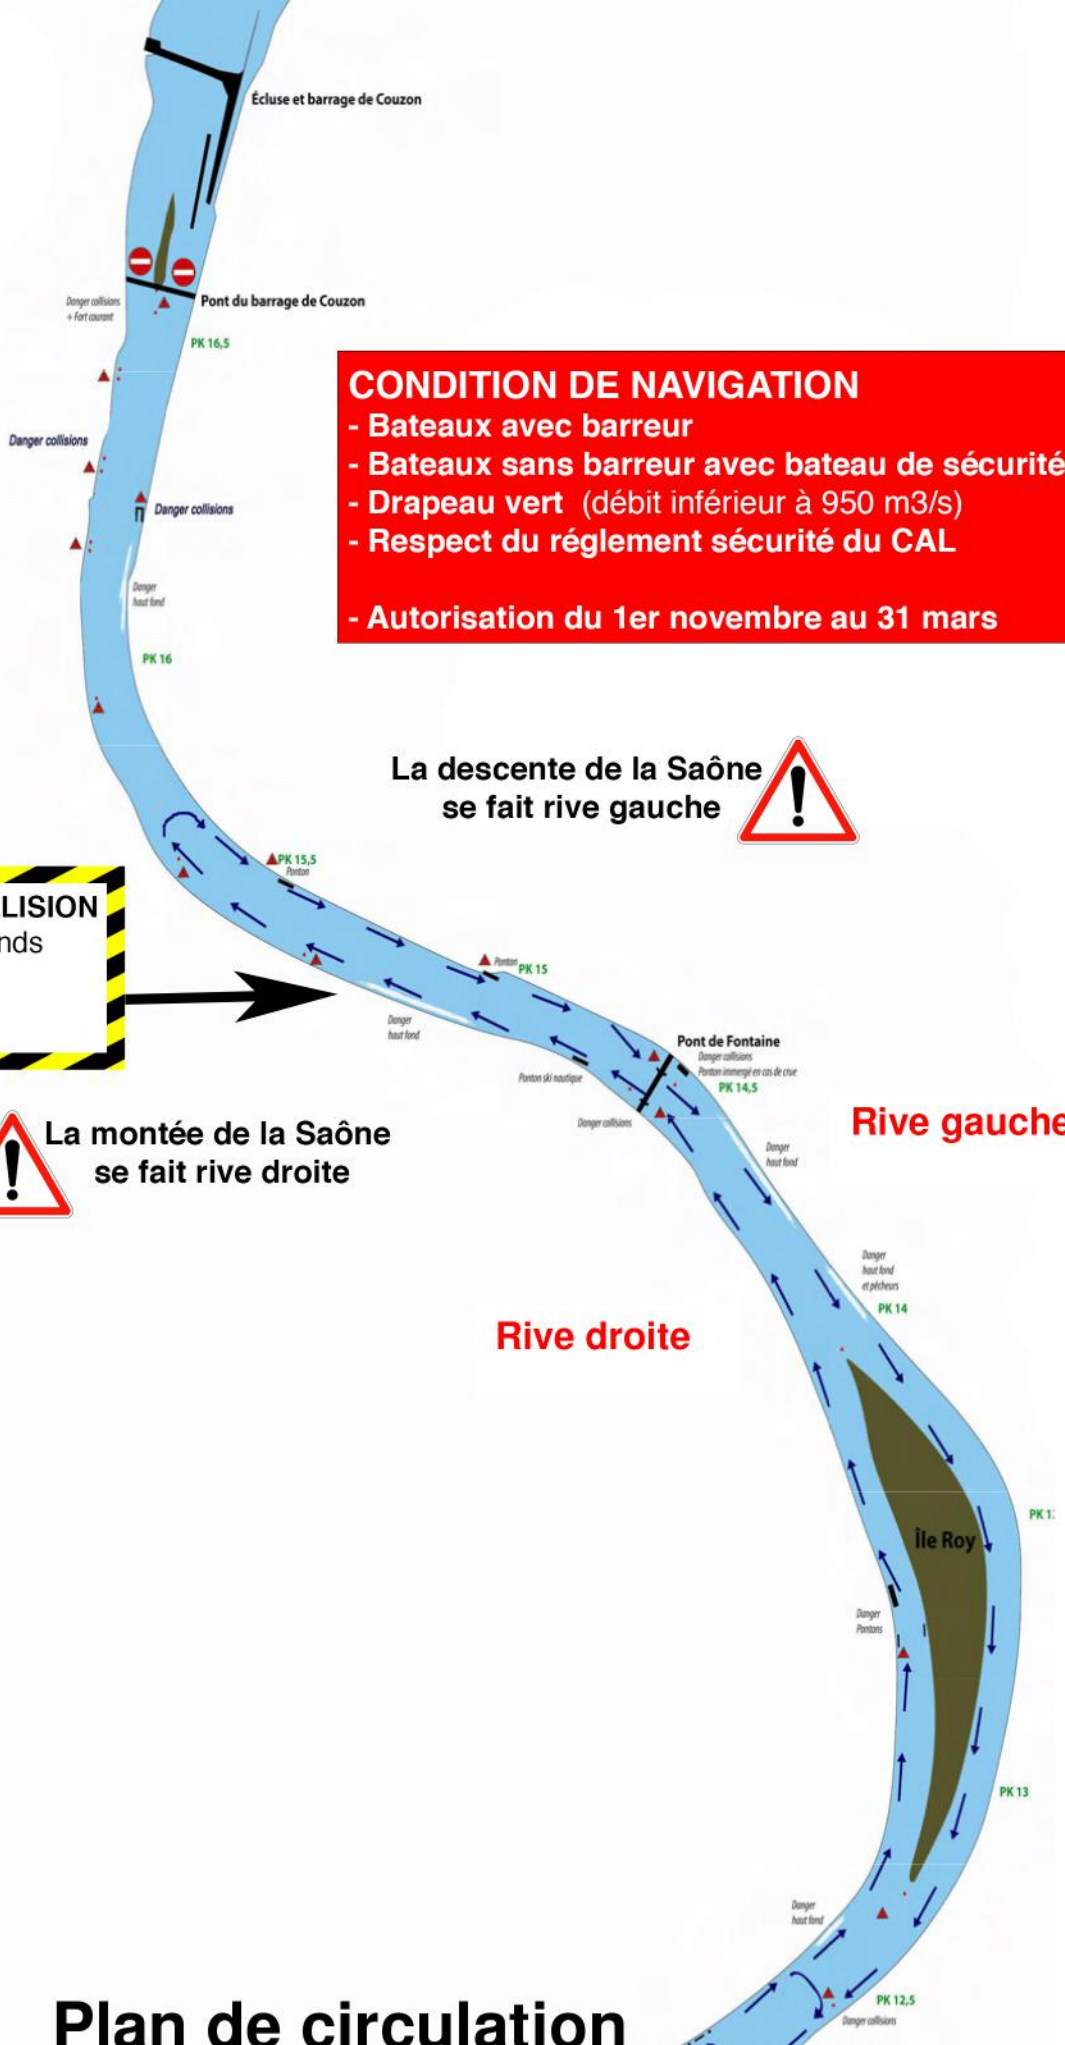 Écluse et barrage de Couzon
Danger collisions
+ Fort courant
Pont du barrage de Couzon
PK 16,5
CONDITION DE NAVIGATION
- Bateaux avec barreur
- Bateaux sans barreur avec bateau de sécurité
- Drapeau vert (débit inférieur à 950 m3/s)
- Respect du réglement sécurité du CAL
- Autorisation du 1er novembre au 31 mars
Danger collisions
Danger collisions
Danger
haut fond
PK 16
La descente de la Saône
se fait rive gauche
PK 15,5
Ponton
LISION
nds
Ponton
PK 15
Danger
haut fond
Pont de Fontaine
Danger collisions
Ponton immergé en cas de crue
PK 14,5
Ponton ski nautique
Danger collisions
Rive gauche
La montée de la Saône
se fait rive droite
Danger
haut fond
Danger
haut fond
et pêcheurs
PK 14
Rive droite
PK 1
Île Roy
Danger
Pontons
PK 13
Danger
haut fond
PK 12,5
Danger collisions
Plan de circulation